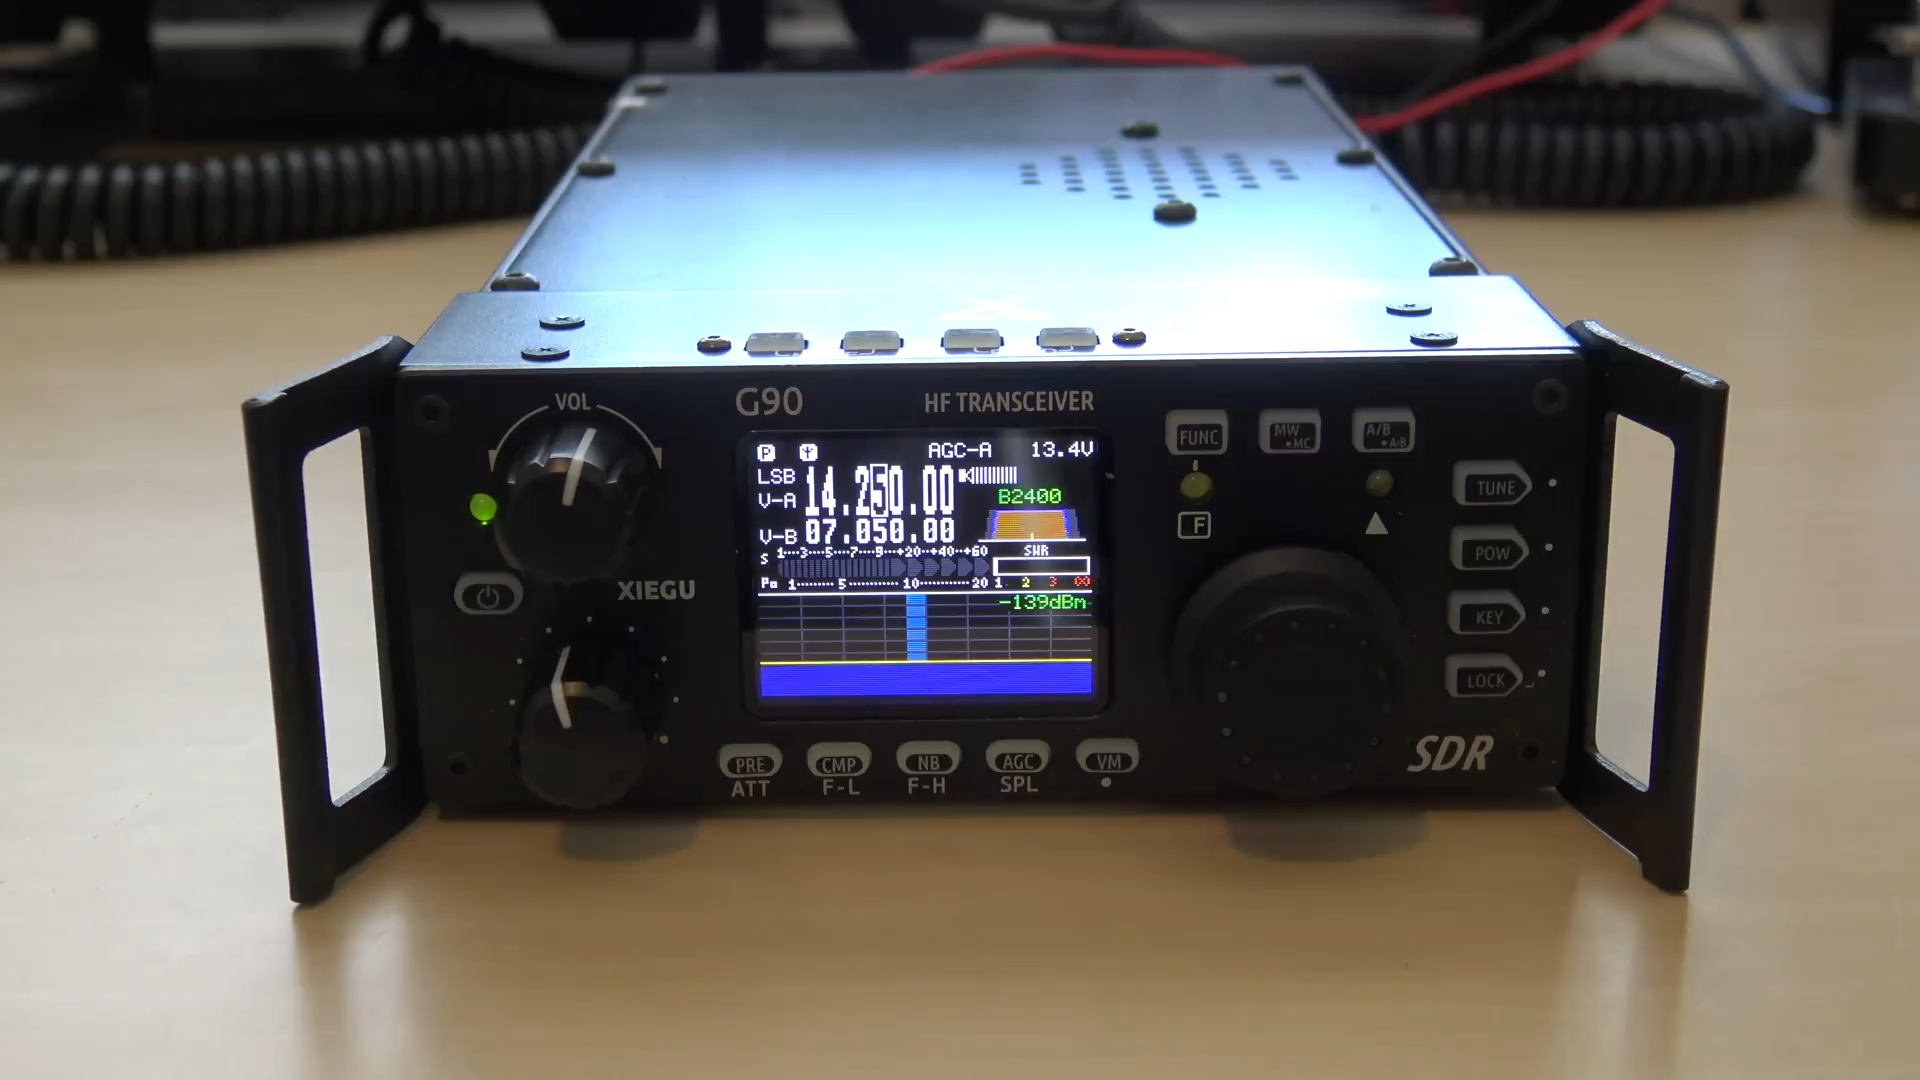 VOL
G90 HF TRANSCEIVER
FUNC
MW
•MC
A/B
•A=B
P
AGC-A 13.4V
LSB 14.250.00
V-A
B2400
V-B 07.050.00
S 1---3---5---7---9--+20--+40--+60
SWR
Po 1--------5----------10-----------20
1 2 3 ∞
-139dBm
F
TUNE
POW
KEY
LOCK
XIEGU
SDR
PRE CMP NB AGC VM
ATT F-L F-H SPL